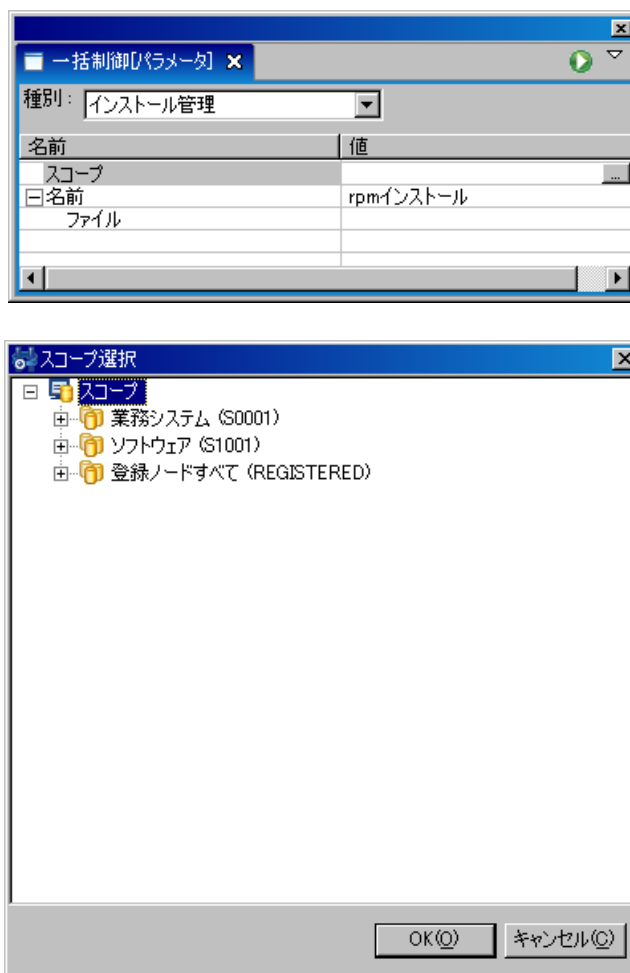 一括制御[パラメータ]
種別： インストール管理
名前 値
スコープ ...
名前 rpmインストール
ファイル
スコープ選択
スコープ
業務システム (S0001)
ソフトウェア (S1001)
登録ノードすべて (REGISTERED)
OK(O) キャンセル(C)